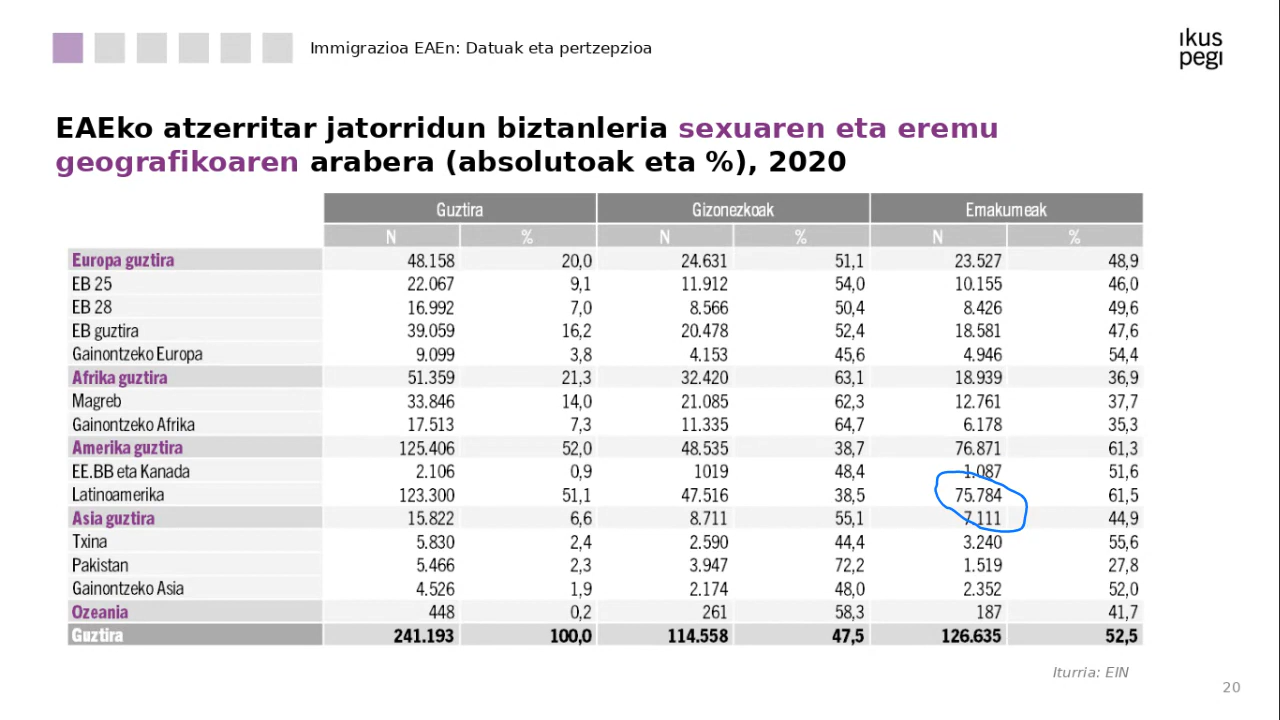 Immigrazioa EAEn: Datuak eta pertzepzioa
ikus
pegi
EAEko atzerritar jatorridun biztanleria sexuaren eta eremu
geografikoaren arabera (absolutoak eta %), 2020
Guztira Gizonezkoak Emakumeak
N % N % N %
Europa guztira 48.158 20,0 24.631 51,1 23.527 48,9
EB 25 22.067 9,1 11.912 54,0 10.155 46,0
EB 28 16.992 7,0 8.566 50,4 8.426 49,6
EB guztira 39.059 16,2 20.478 52,4 18.581 47,6
Gainontzeko Europa 9.099 3,8 4.153 45,6 4.946 54,4
Afrika guztira 51.359 21,3 32.420 63,1 18.939 36,9
Magreb 33.846 14,0 21.085 62,3 12.761 37,7
Gainontzeko Afrika 17.513 7,3 11.335 64,7 6.178 35,3
Amerika guztira 125.406 52,0 48.535 38,7 76.871 61,3
EE.BB eta Kanada 2.106 0,9 1019 48,4 1.087 51,6
Latinoamerika 123.300 51,1 47.516 38,5 75.784 61,5
Asia guztira 15.822 6,6 8.711 55,1 7.111 44,9
Txina 5.830 2,4 2.590 44,4 3.240 55,6
Pakistan 5.466 2,3 3.947 72,2 1.519 27,8
Gainontzeko Asia 4.526 1,9 2.174 48,0 2.352 52,0
Ozeania 448 0,2 261 58,3 187 41,7
Guztira 241.193 100,0 114.558 47,5 126.635 52,5
Iturria: EIN
20